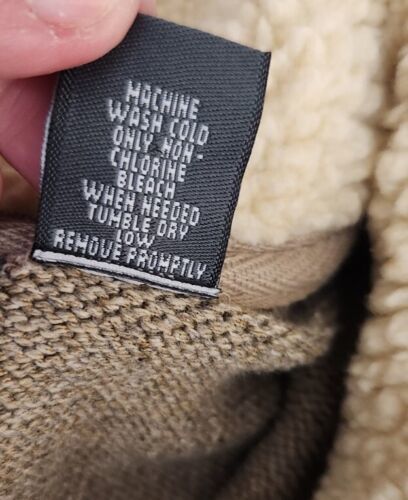 MACHINE
WASH COLD
ONLY NON-
CHLORINE
BLEACH
WHEN NEEDED
TUMBLE DRY
LOW
REMOVE PROMPTLY